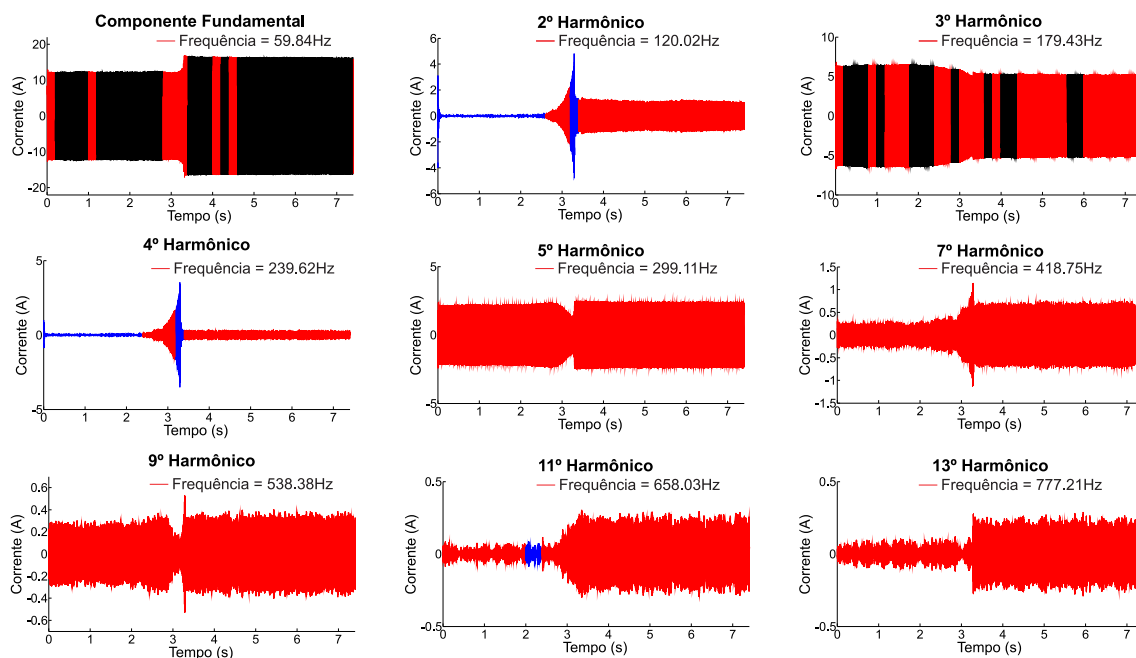 Componente Fundamental
Frequência = 59.84Hz
Corrente (A)
20
10
0
-10
-20
0 1 2 3 4 5 6 7
Tempo (s)
2º Harmônico
Frequência = 120.02Hz
Corrente (A)
6
4
2
0
-2
-4
-6
0 1 2 3 4 5 6 7
Tempo (s)
3º Harmônico
Frequência = 179.43Hz
Corrente (A)
10
5
0
-5
-10
0 1 2 3 4 5 6 7
Tempo (s)
4º Harmônico
Frequência = 239.62Hz
Corrente (A)
5
0
-5
0 1 2 3 4 5 6 7
Tempo (s)
5º Harmônico
Frequência = 299.11Hz
Corrente (A)
5
0
-5
0 1 2 3 4 5 6 7
Tempo (s)
7º Harmônico
Frequência = 418.75Hz
Corrente (A)
1.5
1
0.5
0
-0.5
-1
-1.5
0 1 2 3 4 5 6 7
Tempo (s)
9º Harmônico
Frequência = 538.38Hz
Corrente (A)
0.6
0.4
0.2
0
-0.2
-0.4
-0.6
0 1 2 3 4 5 6 7
Tempo (s)
11º Harmônico
Frequência = 658.03Hz
Corrente (A)
0.5
0
-0.5
0 1 2 3 4 5 6 7
Tempo (s)
13º Harmônico
Frequência = 777.21Hz
Corrente (A)
0.5
0
-0.5
0 1 2 3 4 5 6 7
Tempo (s)